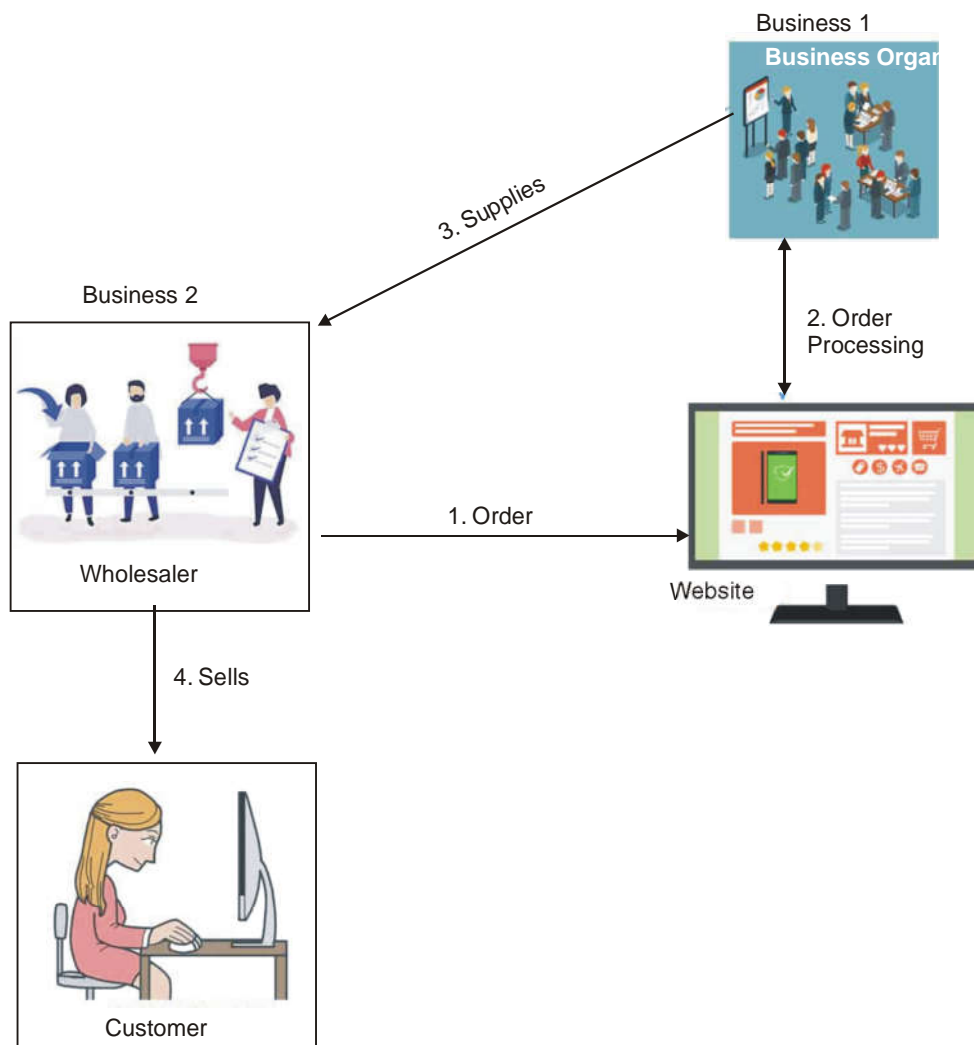 Business 1
Business Organ
3. Supplies
Business 2
2. Order
Processing
1. Order
Wholesaler
Website
4. Sells
Customer